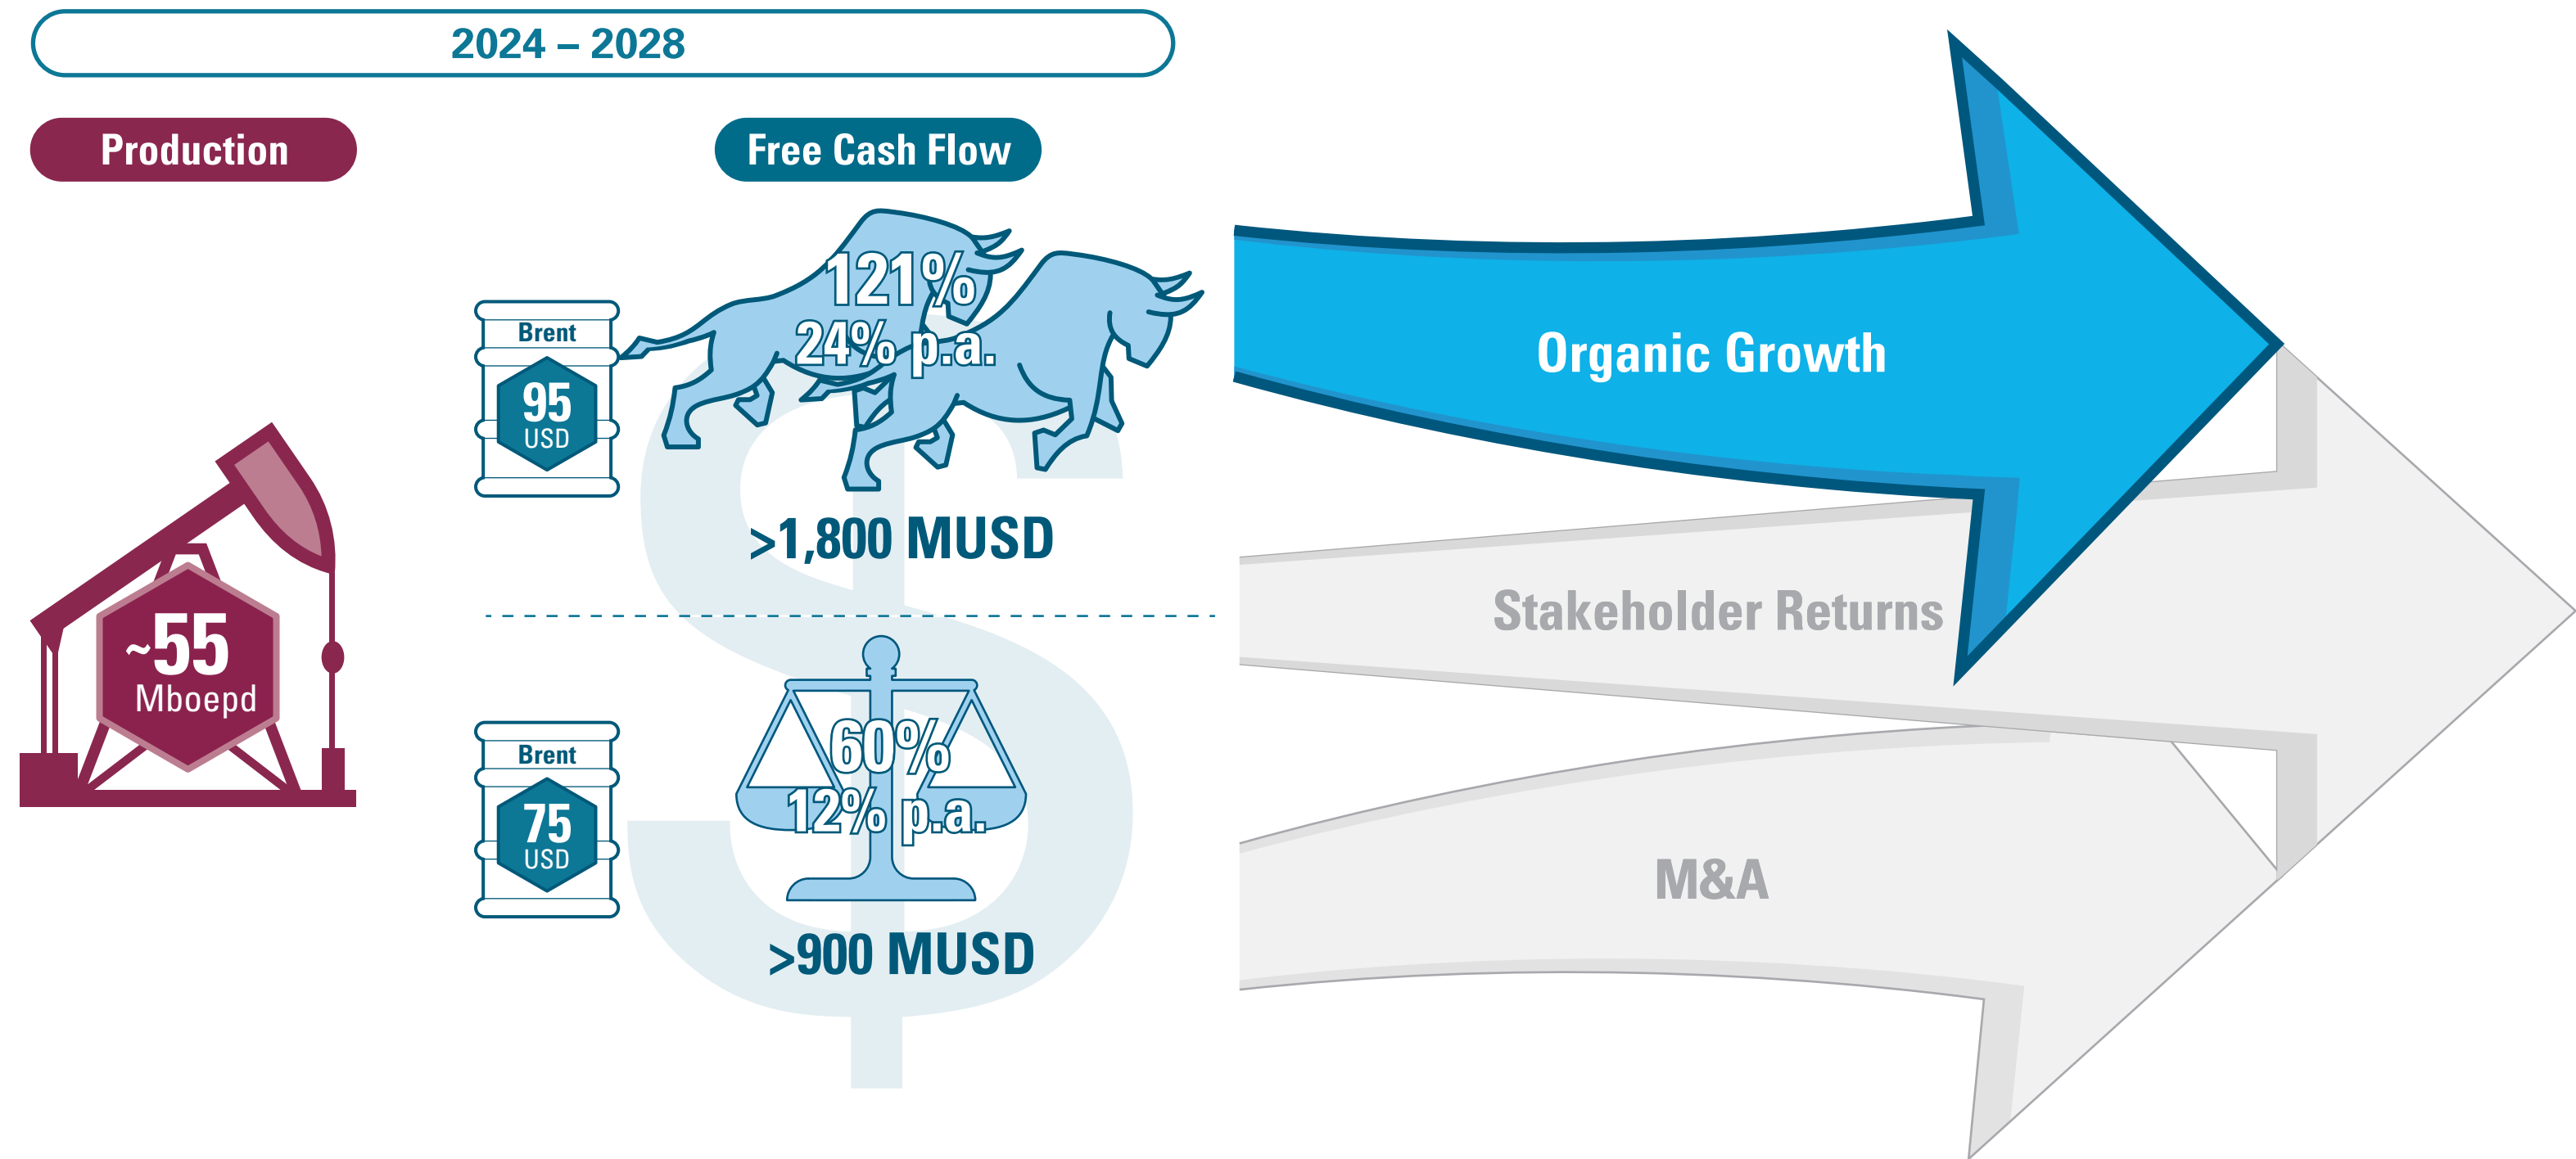 2024 – 2028
Production
Free Cash Flow
121%
24% p.a.
Brent
95
USD
>1,800 MUSD
~55
Mboepd
60%
12% p.a.
Brent
75
USD
>900 MUSD
Organic Growth
Stakeholder Returns
M&A